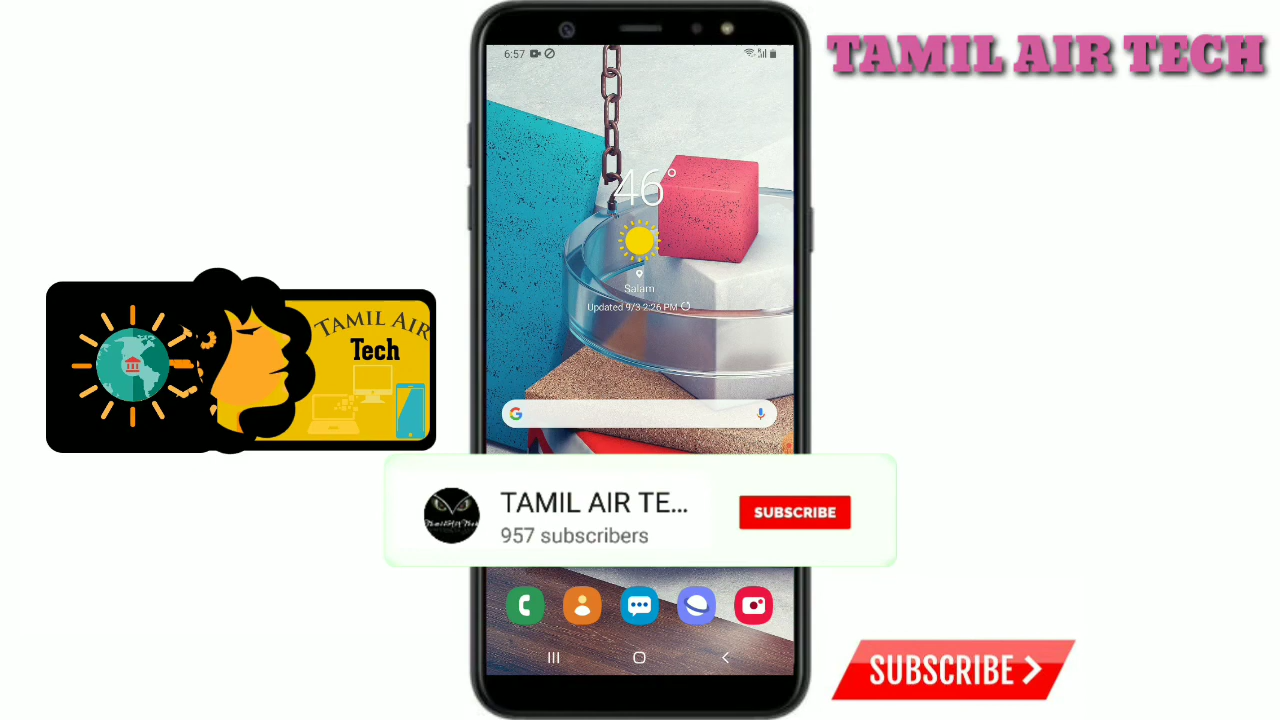 TAMIL AIR TECH
6:57
46°
Salam
Updated 9/3 2:26 PM
TAMIL AIR
Tech
TAMIL AIR TE...
957 subscribers
SUBSCRIBE
SUBSCRIBE